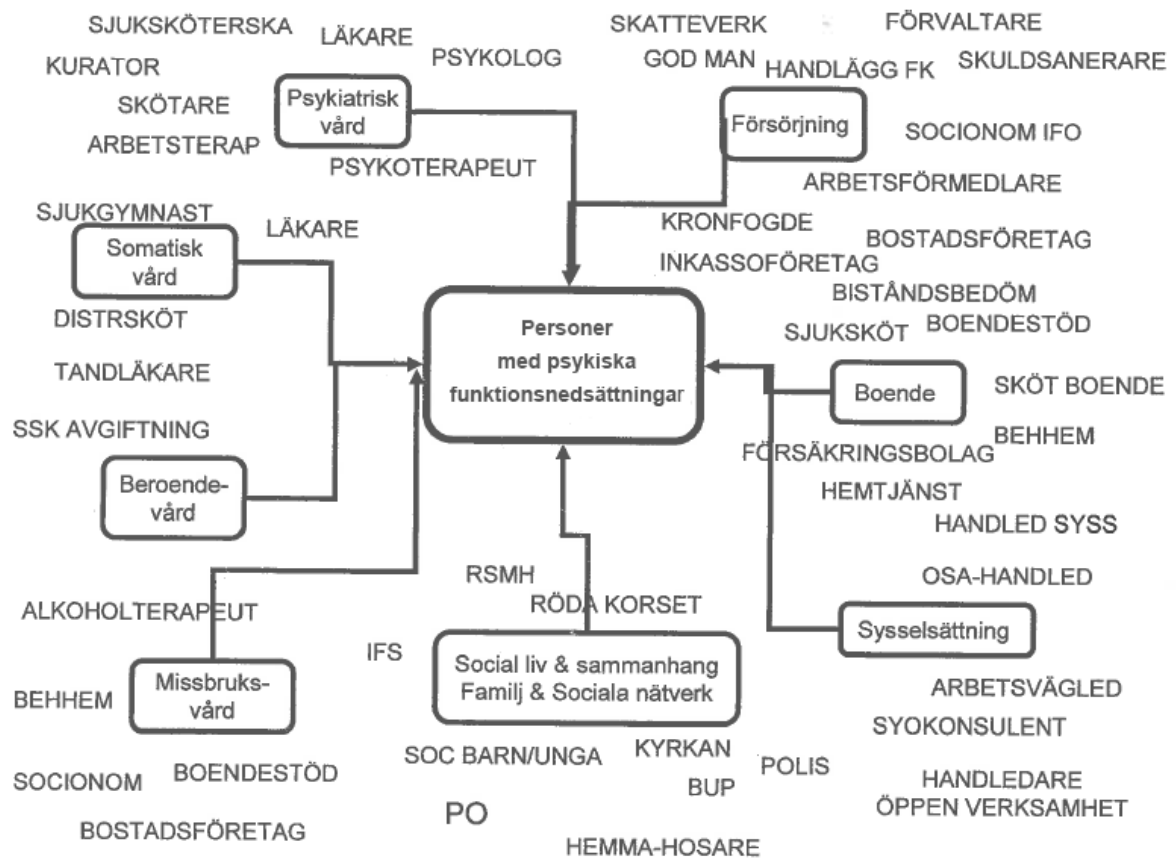 SJUKSKÖTERSKA
LÄKARE
PSYKOLOG
KURATOR
SKÖTARE
Psykiatrisk
vård
ARBETSTERAP
PSYKOTERAPEUT
SKATTEVERK
FÖRVALTARE
GOD MAN
HANDLÄGG FK
SKULDSANERARE
Försörjning
SOCIONOM IFO
ARBETSFÖRMEDLARE
KRONFOGDE
INKASSOFÖRETAG
BOSTADSFÖRETAG
BISTÅNDSBEDÖM
SJUKSKÖT
BOENDESTÖD
SJUKGYMNAST
LÄKARE
Somatisk
vård
DISTRSKÖT
TANDLÄKARE
Personer
med psykiska
funktionsnedsättningar
Boende
SKÖT BOENDE
BEHHEM
FÖRSÄKRINGSBOLAG
HEMTJÄNST
HANDLED SYSS
OSA-HANDLED
SSK AVGIFTNING
Beroende-
vård
ALKOHOLTERAPEUT
RSMH
RÖDA KORSET
IFS
Social liv & sammanhang
Familj & Sociala nätverk
Sysselsättning
ARBETSVÄGLED
SYOKONSULENT
HANDLEDARE
ÖPPEN VERKSAMHET
BEHHEM
Missbruks-
vård
SOCIONOM
BOENDESTÖD
BOSTADSFÖRETAG
SOC BARN/UNGA
KYRKAN
POLIS
BUP
PO
HEMMA-HOSARE